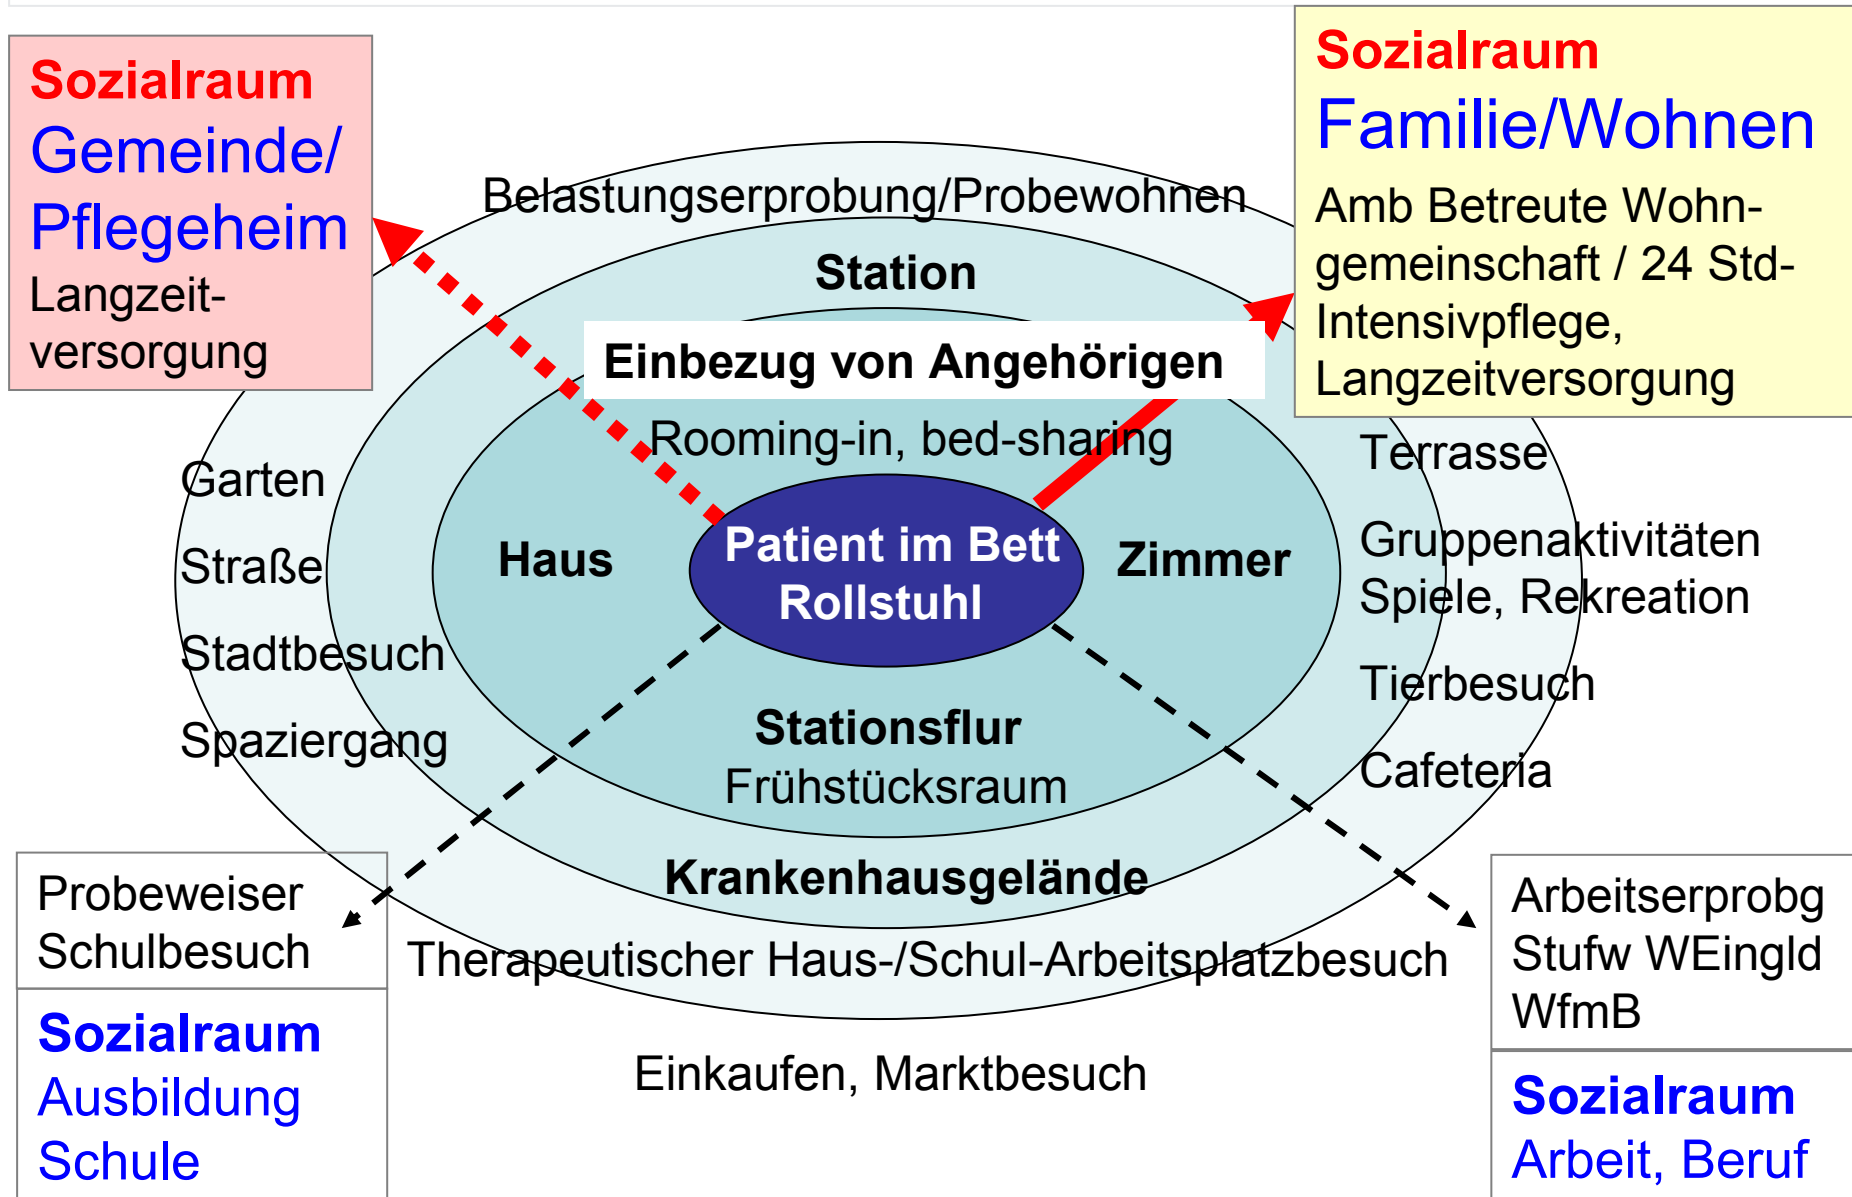 Sozialraum
Gemeinde/
Pflegeheim
Langzeit-
versorgung
Sozialraum
Familie/Wohnen
Amb Betreute Wohn-
gemeinschaft / 24 Std-
Intensivpflege,
Langzeitversorgung
Belastungserprobung/Probewohnen
Station
Einbezug von Angehörigen
Rooming-in, bed-sharing
Garten
Straße
Stadtbesuch
Spaziergang
Haus
Patient im Bett
Rollstuhl
Zimmer
Terrasse
Gruppenaktivitäten
Spiele, Rekreation
Tierbesuch
Cafeteria
Stationsflur
Frühstücksraum
Krankenhausgelände
Therapeutischer Haus-/Schul-Arbeitsplatzbesuch
Einkaufen, Marktbesuch
Probeweiser
Schulbesuch
Sozialraum
Ausbildung
Schule
Arbeitserprobg
Stufw WEingld
WfmB
Sozialraum
Arbeit, Beruf